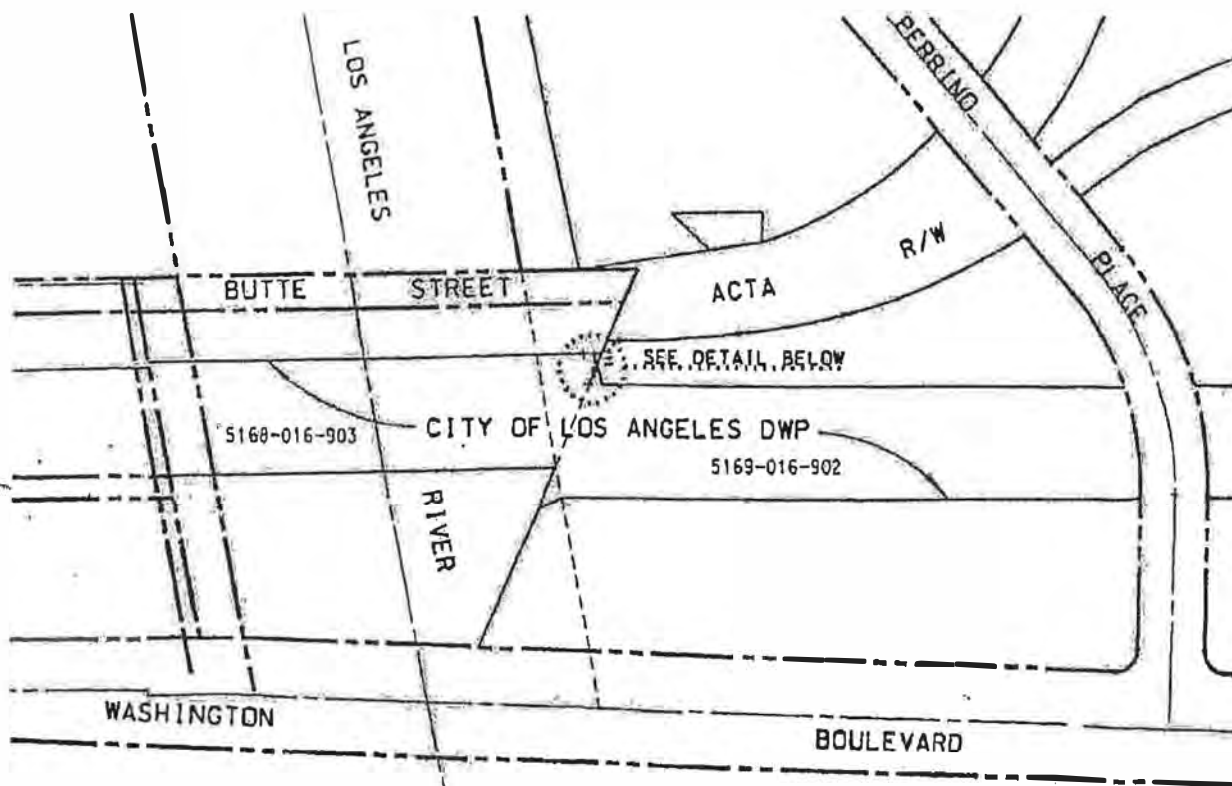 LOS ANGELES
PERRINO
PLACE
R/W
ACTA
BUTTE STREET
SEE DETAIL BELOW
CITY OF LOS ANGELES DWP
5168-016-903
5169-016-902
RIVER
WASHINGTON
BOULEVARD